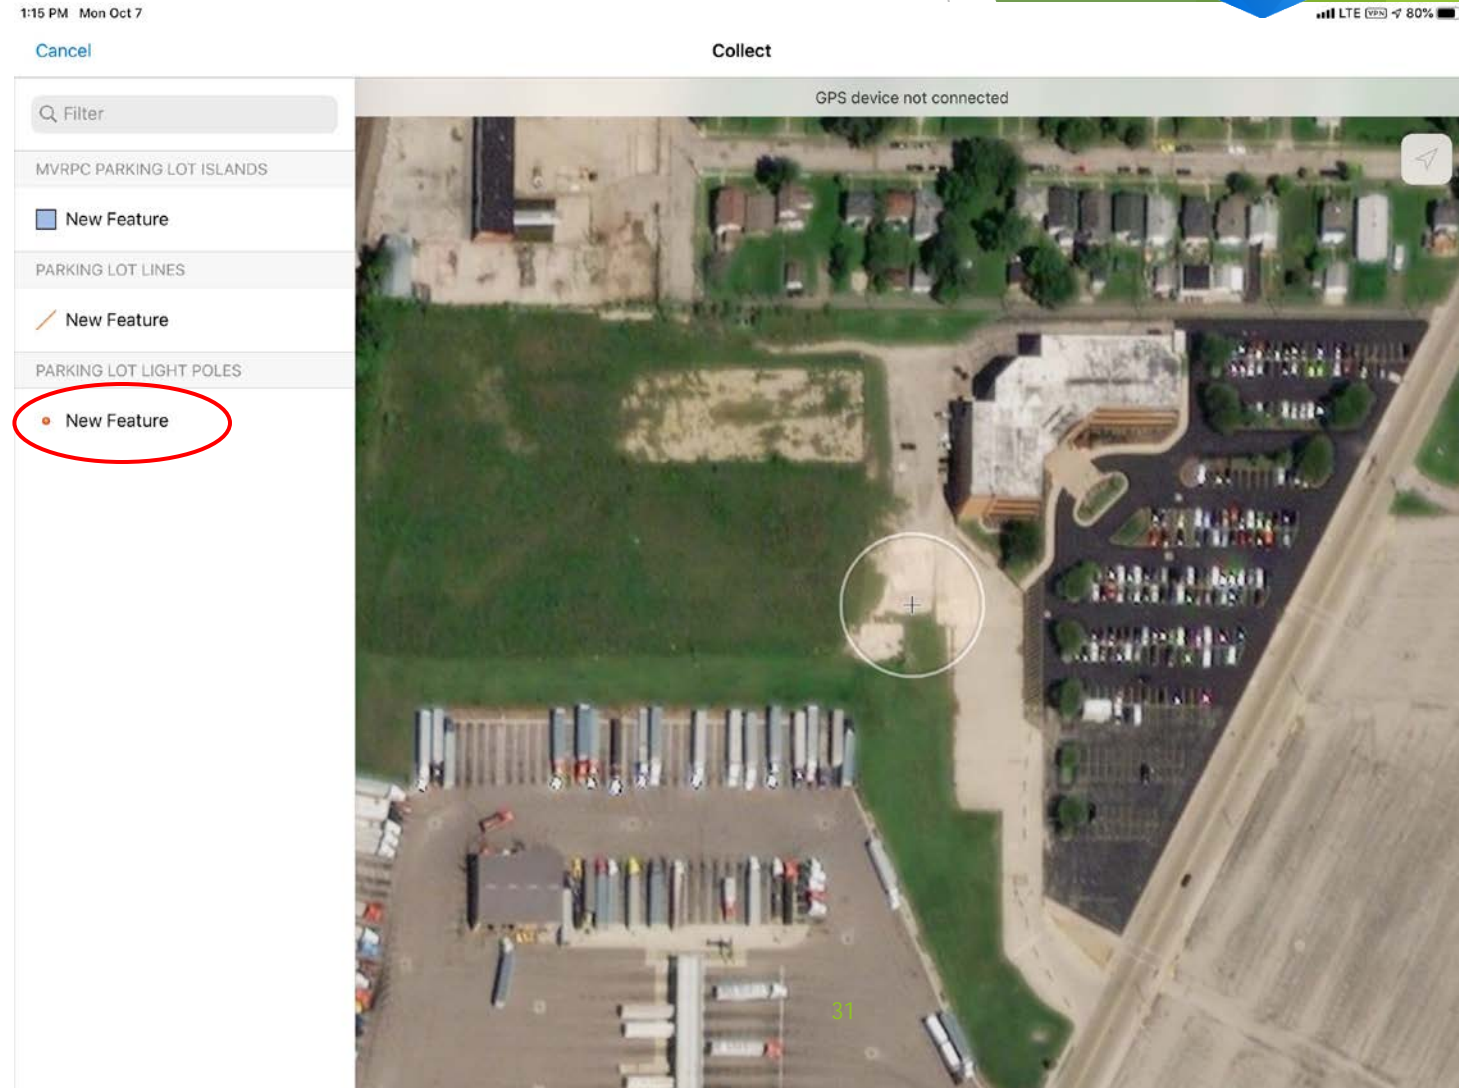 1:15 PM Mon Oct 7
LTE VPN 80%
Cancel
Collect
Filter
GPS device not connected
MVRPC PARKING LOT ISLANDS
New Feature
PARKING LOT LINES
New Feature
PARKING LOT LIGHT POLES
New Feature
31